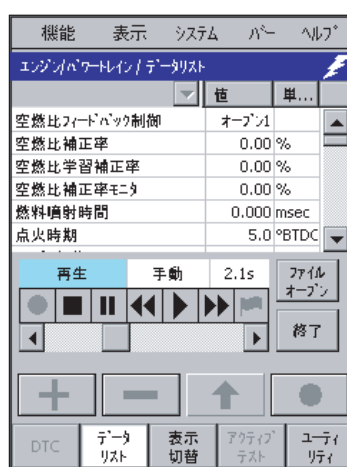 機能 表示 ｼｽﾃﾑ ﾊﾞｰ ﾍﾙﾌﾟ
ｴﾝｼﾞﾝ/ﾊﾟﾜｰﾄﾚｲﾝ/ﾃﾞｰﾀﾘｽﾄ
値 単...
空燃比ﾌｨｰﾄﾞﾊﾞｯｸ制御 ｵｰﾌﾟﾝ1
空燃比補正率 0.00 %
空燃比学習補正率 0.00 %
空燃比補正率ﾓﾆﾀ 0.00 %
燃料噴射時間 0.000 msec
点火時期 5.0 °BTDC
再生 手動 2.1s ﾌｧｲﾙ
ｵｰﾌﾟﾝ
終了
DTC ﾃﾞｰﾀ
ﾘｽﾄ
表示
切替
ｱｸﾃｨﾌﾞ
ﾃｽﾄ
ﾕｰﾃｨ
ﾘﾃｨ